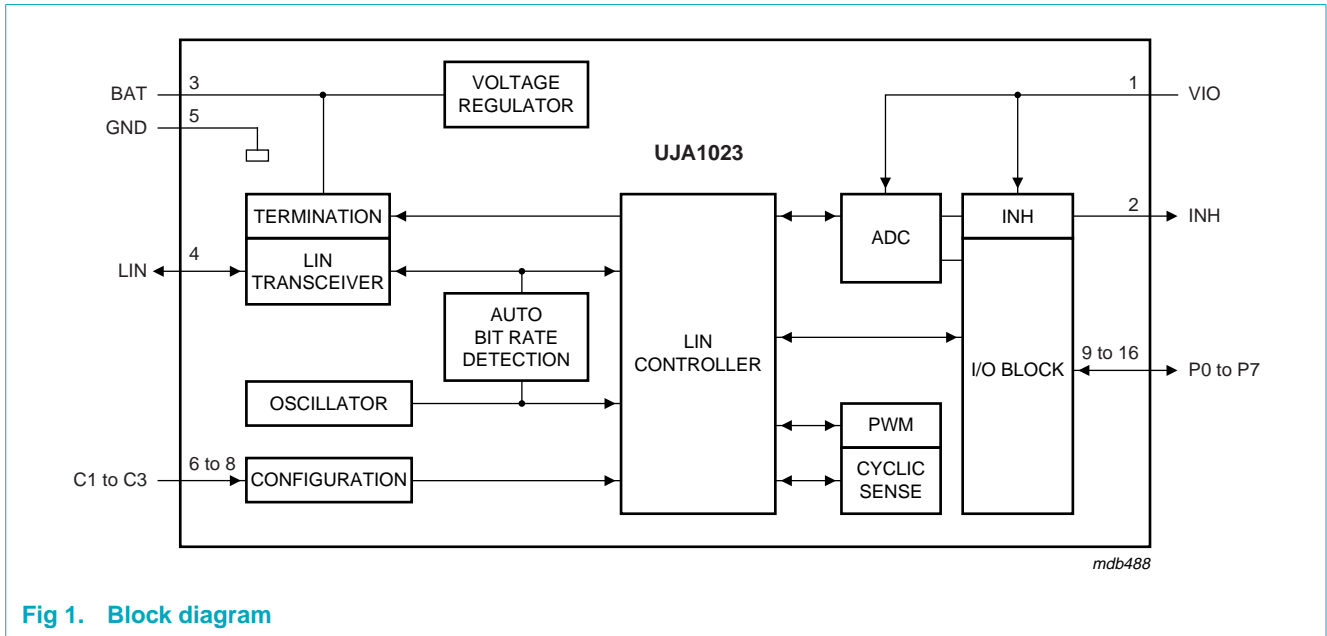 BAT
3
VOLTAGE
REGULATOR
1
VIO
GND
5
UJA1023
TERMINATION
ADC
INH
2
INH
LIN
4
LIN
TRANSCEIVER
AUTO
BIT RATE
DETECTION
LIN
CONTROLLER
I/O BLOCK
9 to 16
P0 to P7
OSCILLATOR
PWM
C1 to C3
6 to 8
CONFIGURATION
CYCLIC
SENSE
mdb488
Fig 1. Block diagram